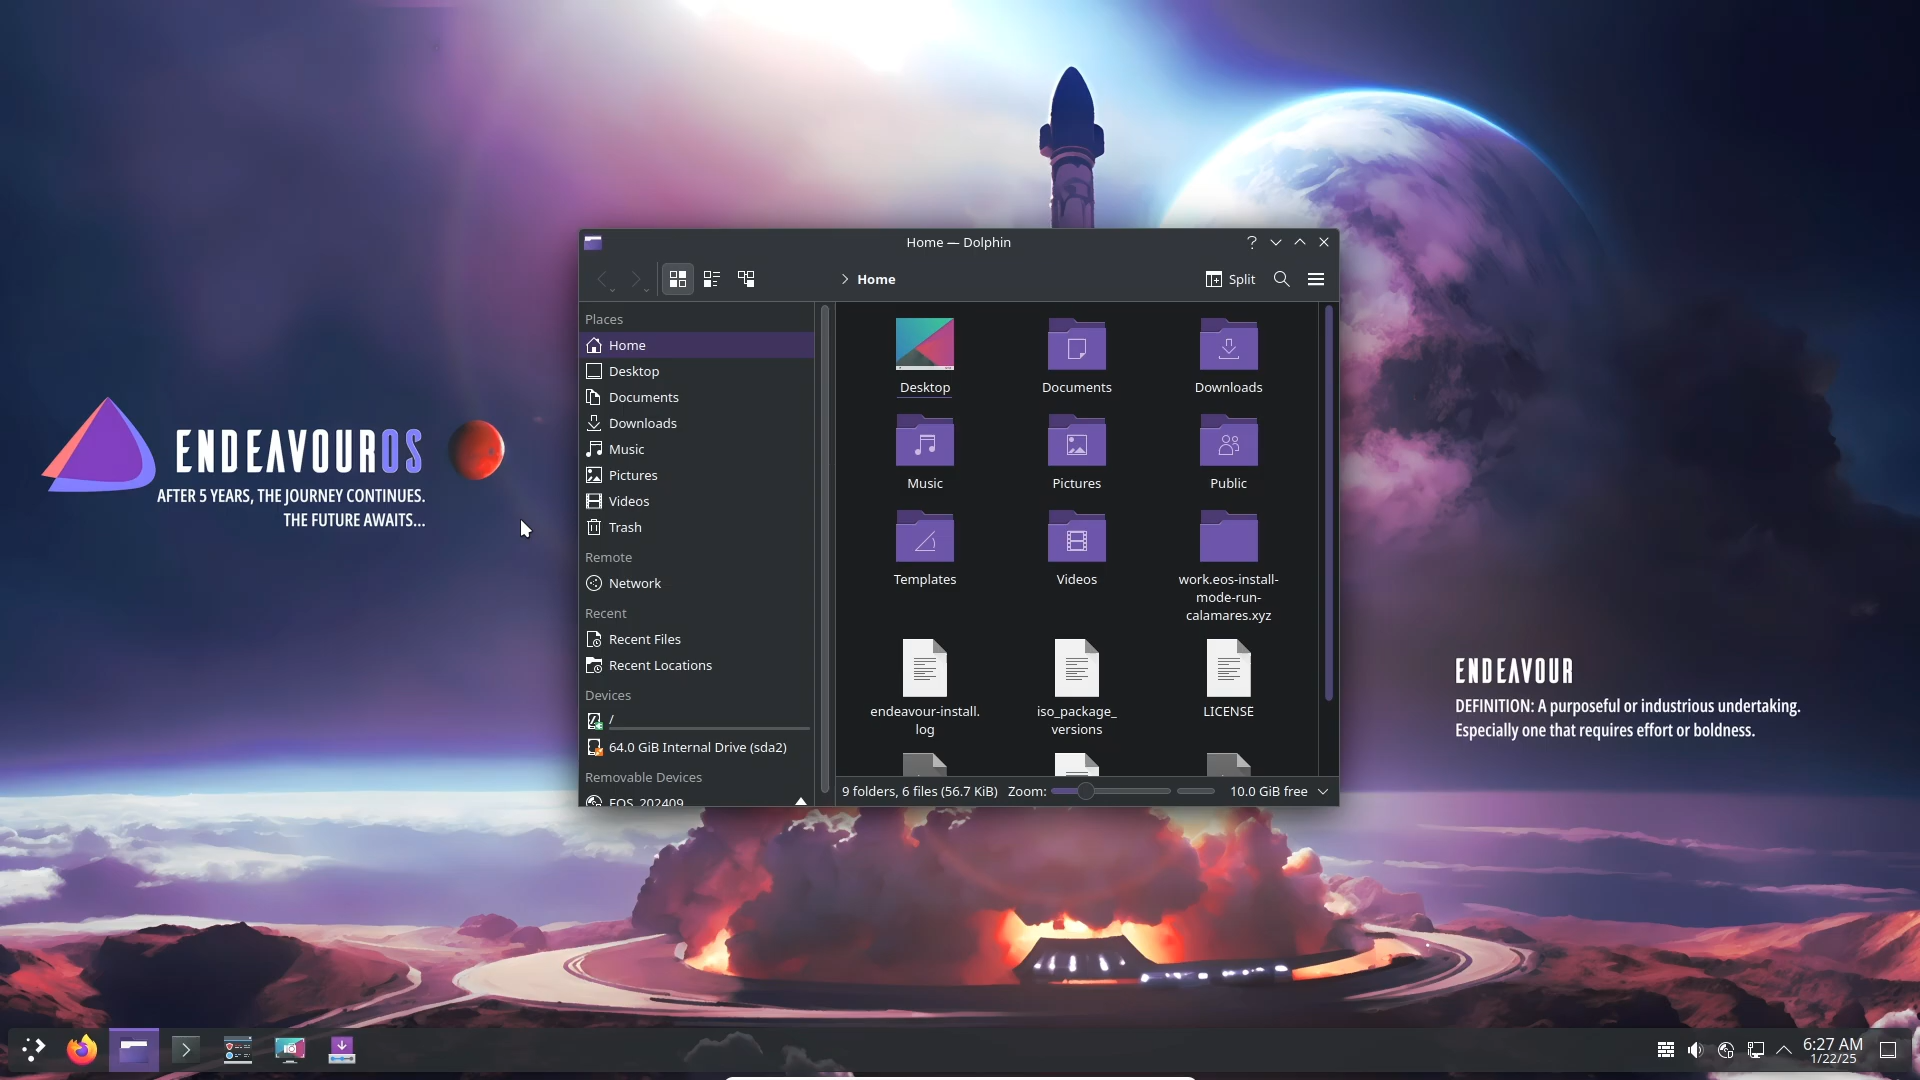 Home — Dolphin
Home
Split
Places
Home
Desktop
Documents
Downloads
Music
Pictures
Videos
Trash
Remote
Network
Recent
Recent Files
Recent Locations
Devices
/
64.0 GiB Internal Drive (sda2)
Removable Devices
EOS_202409
Desktop
Documents
Downloads
Music
Pictures
Public
Templates
Videos
work.eos-install-
mode-run-
calamares.xyz
endeavour-install.
log
iso_package_
versions
LICENSE
9 folders, 6 files (56.7 KiB)
Zoom:
10.0 GiB free
ENDEAVOUROS
AFTER 5 YEARS, THE JOURNEY CONTINUES.
THE FUTURE AWAITS...
ENDEAVOUR
DEFINITION: A purposeful or industrious undertaking.
Especially one that requires effort or boldness.
6:27 AM
1/22/25